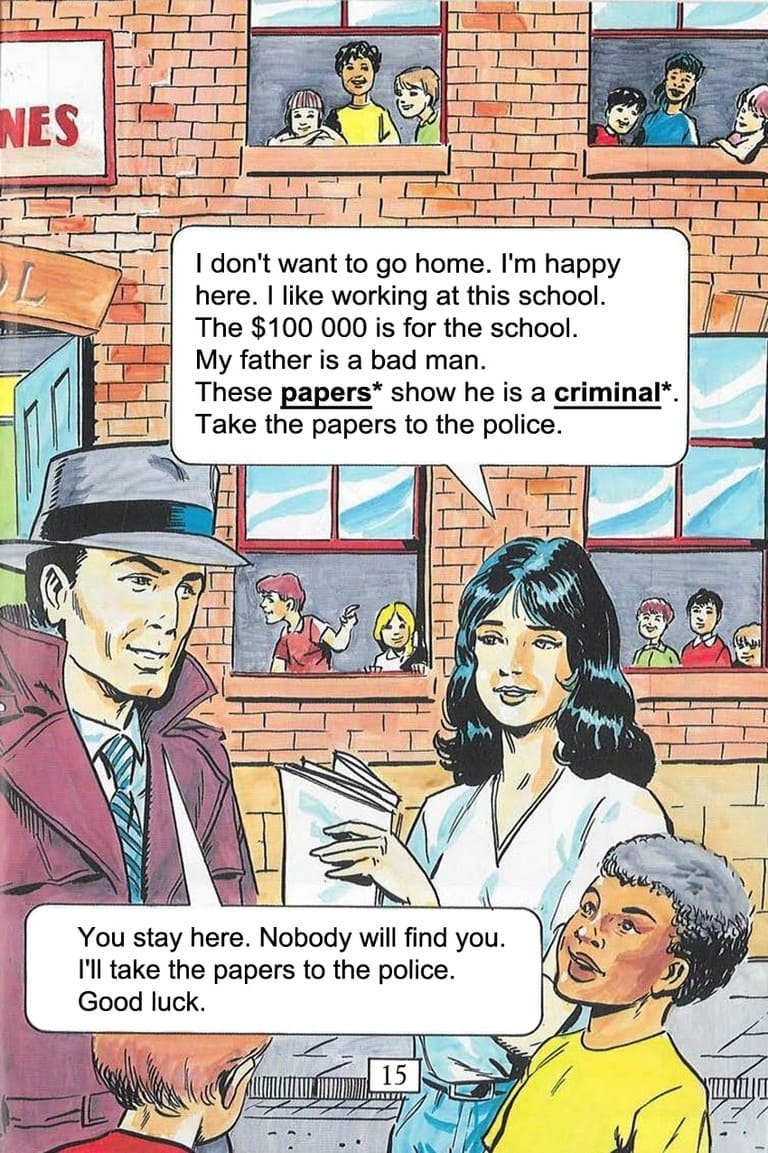 NES
OL
I don't want to go home. I'm happy
here. I like working at this school.
The $100 000 is for the school.
My father is a bad man.
These papers* show he is a criminal*.
Take the papers to the police.
You stay here. Nobody will find you.
I'll take the papers to the police.
Good luck.
15